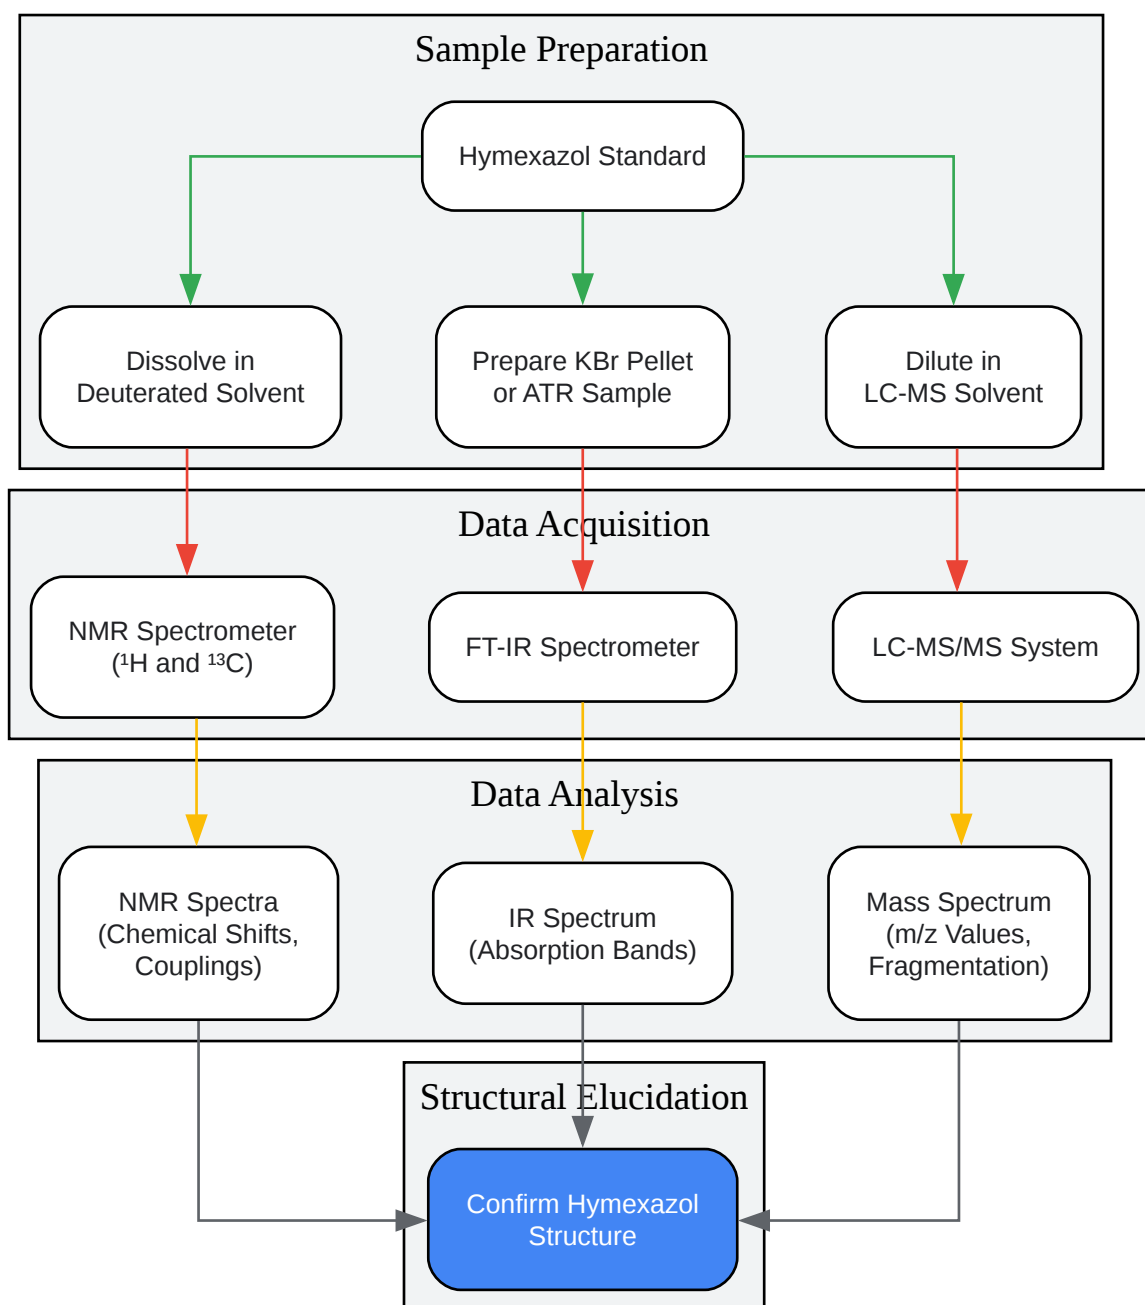 Sample Preparation
Hymexazol Standard
Dissolve in
Deuterated Solvent
Prepare KBr Pellet
or ATR Sample
Dilute in
LC-MS Solvent
Data Acquisition
NMR Spectrometer
(¹H and ¹³C)
FT-IR Spectrometer
LC-MS/MS System
Data Analysis
NMR Spectra
(Chemical Shifts,
Couplings)
IR Spectrum
(Absorption Bands)
Mass Spectrum
(m/z Values,
Fragmentation)
Structural Elucidation
Confirm Hymexazol
Structure